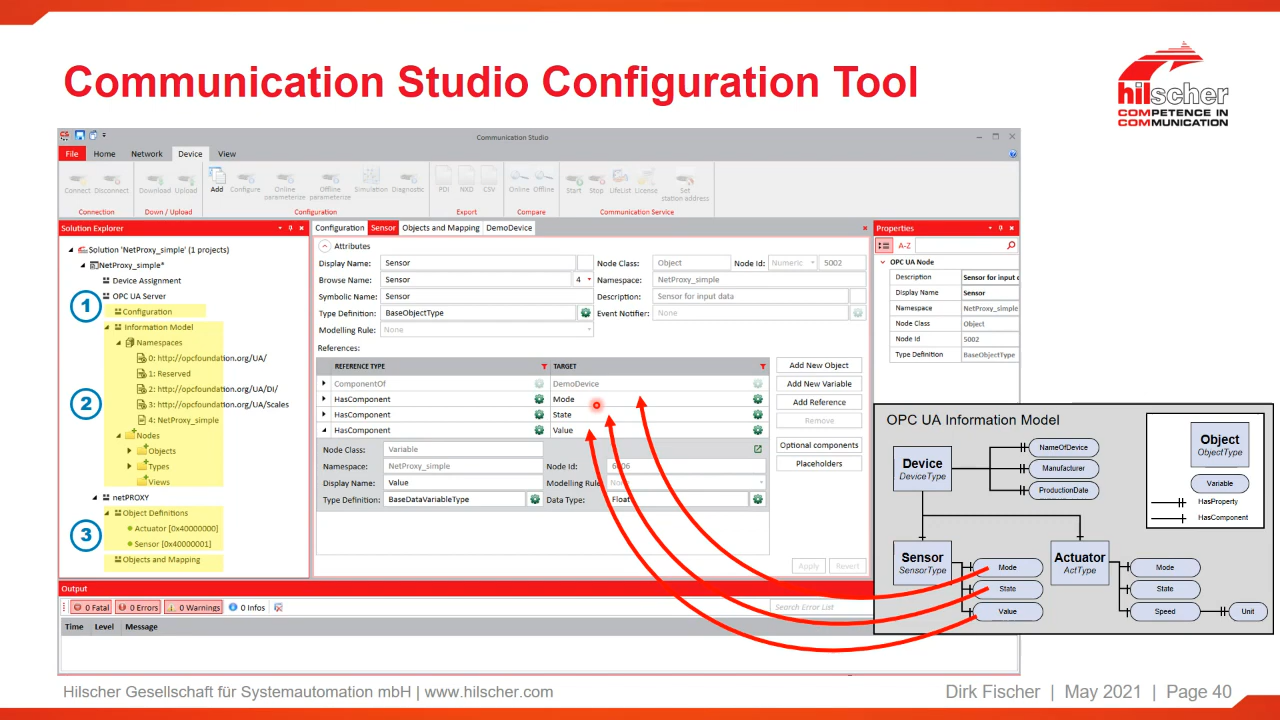 Communication Studio Configuration Tool
hilscher
COMPETENCE IN
COMMUNICATION
Communication Studio
File Home Network Device View
Connect Disconnect Download Upload Add Configure Online parameterize Offline parameterize Simulation Diagnostic PDI NXD CSV Online Offline Start Stop LifeList License Set station address
Connection Down / Upload Configuration Export Compare Communication Service
Solution Explorer
Solution 'NetProxy_simple' (1 projects)
NetProxy_simple*
Device Assignment
OPC UA Server
1
Configuration
Information Model
Namespaces
0: http://opcfoundation.org/UA/
1: Reserved
2: http://opcfoundation.org/UA/DI/
2
3: http://opcfoundation.org/UA/Scales
4: NetProxy_simple
Nodes
Objects
Types
Views
netPROXY
Object Definitions
3
Actuator [0x40000000]
Sensor [0x40000001]
Objects and Mapping
Configuration Sensor Objects and Mapping DemoDevice
Attributes
Display Name: Sensor Node Class: Object Node Id: Numeric 5002
Browse Name: Sensor 4 Namespace: NetProxy_simple
Symbolic Name: Sensor Description: Sensor for input data
Type Definition: BaseObjectType Event Notifier: None
Modelling Rule: None
References:
REFERENCE TYPE TARGET
ComponentOf DemoDevice
HasComponent Mode
HasComponent State
HasComponent Value
Node Class: Variable
Namespace: NetProxy_simple Node Id:
Display Name: Value Modelling Rule:
Type Definition: BaseDataVariableType Data Type: Float
Add New Object
Add New Variable
Add Reference
Remove
Optional components
Placeholders
Apply Revert
Properties
A-Z
OPC UA Node
Description Sensor for input
Display Name Sensor
Namespace NetProxy_simple
Node Class Object
Node Id 5002
Type Definition BaseObjectType
OPC UA Information Model
Device
DeviceType
NameOfDevice
Manufacturer
ProductionDate
Object
ObjectType
Variable
HasProperty
HasComponent
Sensor
SensorType
Mode
State
Value
Actuator
ActType
Mode
State
Speed
Unit
Output
0 Fatal 0 Errors 0 Warnings 0 Infos Search Error List
Time Level Message
Hilscher Gesellschaft für Systemautomation mbH | www.hilscher.com
Dirk Fischer | May 2021 | Page 40